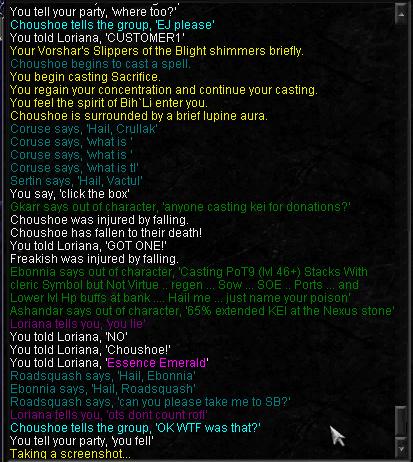 You tell your party, 'where too?'
Choushoe tells the group, 'EJ please'
You told Loriana, 'CUSTOMER1'
Your Vorshar's Slippers of the Blight shimmers briefly.
Choushoe begins to cast a spell.
You begin casting Sacrifice.
You regain your concentration and continue your casting.
You feel the spirit of Bih`Li enter you.
Choushoe is surrounded by a brief lupine aura.
Coruse says, 'Hail, Crullak'
Coruse says, 'what is '
Coruse says, 'what is '
Coruse says, 'what is tl'
Sertin says, 'Hail, Vactul'
You say, 'click the box'
Gkarr says out of character, 'anyone casting kei for donations?'
Choushoe was injured by falling.
Choushoe has fallen to their death!
You told Loriana, 'GOT ONE!'
Freakish was injured by falling.
Ebonnia says out of character, 'Casting PoT9 (lvl 46+) Stacks With
cleric Symbol but Not Virtue .. regen ... Sow ... SOE .. Ports ... and
Lower lvl Hp buffs at bank .... Hail me ... just name your poison'
Ashandar says out of character, '65% extended KEI at the Nexus stone'
Loriana tells you, 'you lie'
You told Loriana, 'NO'
You told Loriana, 'Choushoe!'
You told Loriana, 'Essence Emerald'
Roadsquash says, 'Hail, Ebonnia'
Ebonnia says, 'Hail, Roadsquash'
Roadsquash says, 'can you please take me to SB?'
Loriana tells you, 'ots dont count rofl'
Choushoe tells the group, 'OK WTF was that?'
You tell your party, 'you fell'
Taking a screenshot...